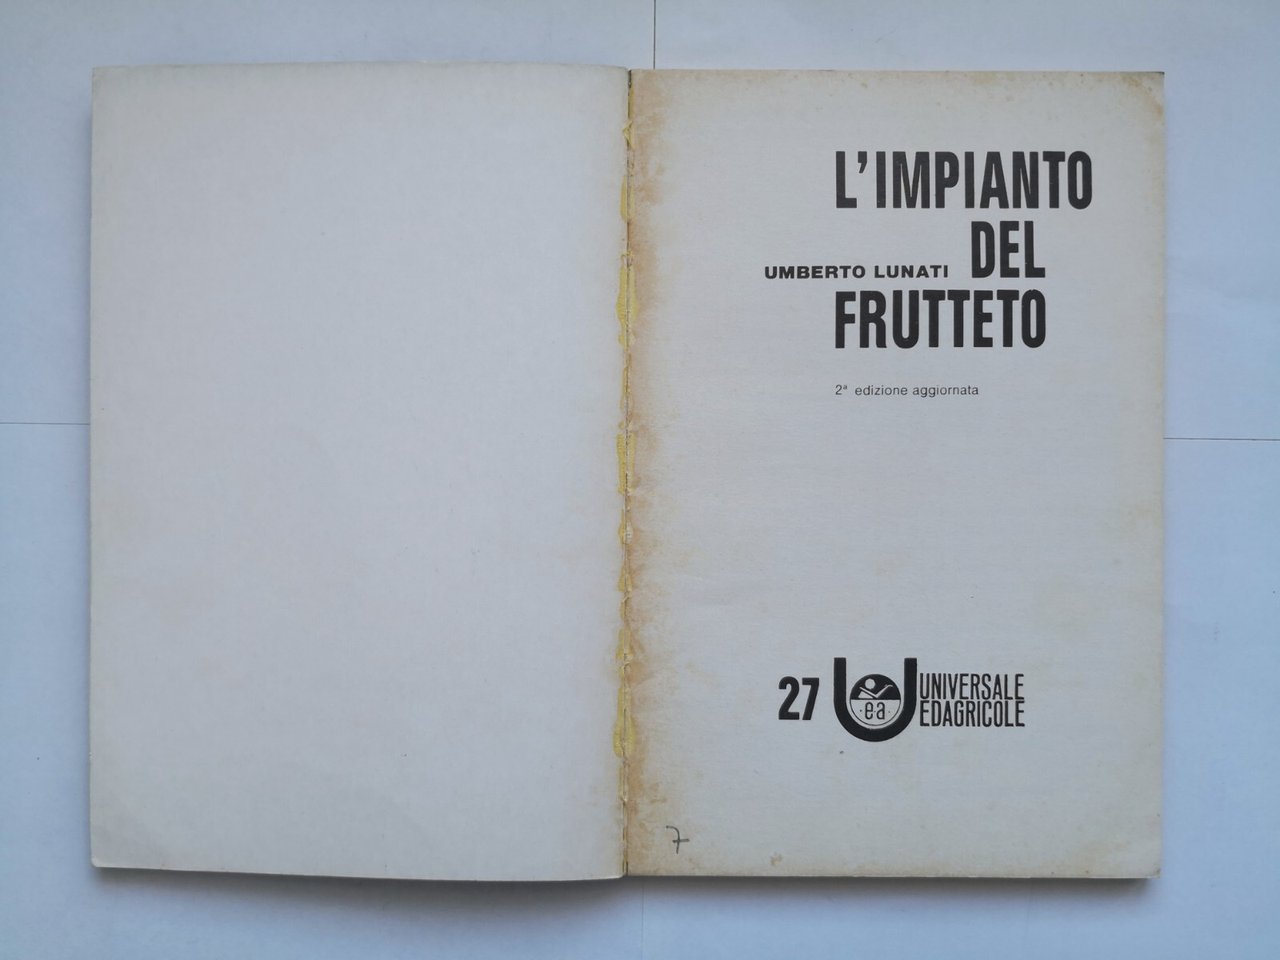 L'IMPIANTO
DEL
UMBERTO LUNATI
FRUTTETO
2ª edizione aggiornata
27
ea
UNIVERSALE
EDAGRICOLE
7